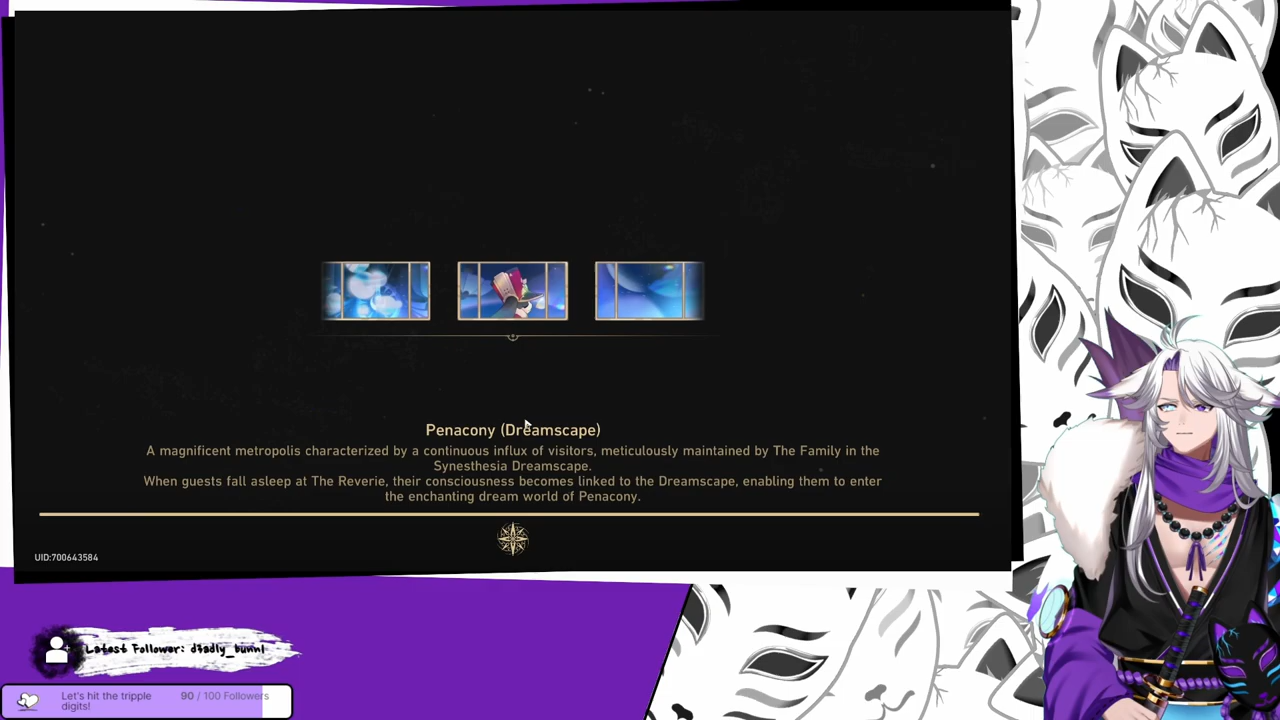 Penacony (Dreamscape)
A magnificent metropolis characterized by a continuous influx of visitors, meticulously maintained by The Family in the
Synesthesia Dreamscape.
When guests fall asleep at The Reverie, their consciousness becomes linked to the Dreamscape, enabling them to enter
the enchanting dream world of Penacony.
UID:700643584
Latest Follower: d3adly_bunn1
Let's hit the tripple
digits!
90 / 100 Followers